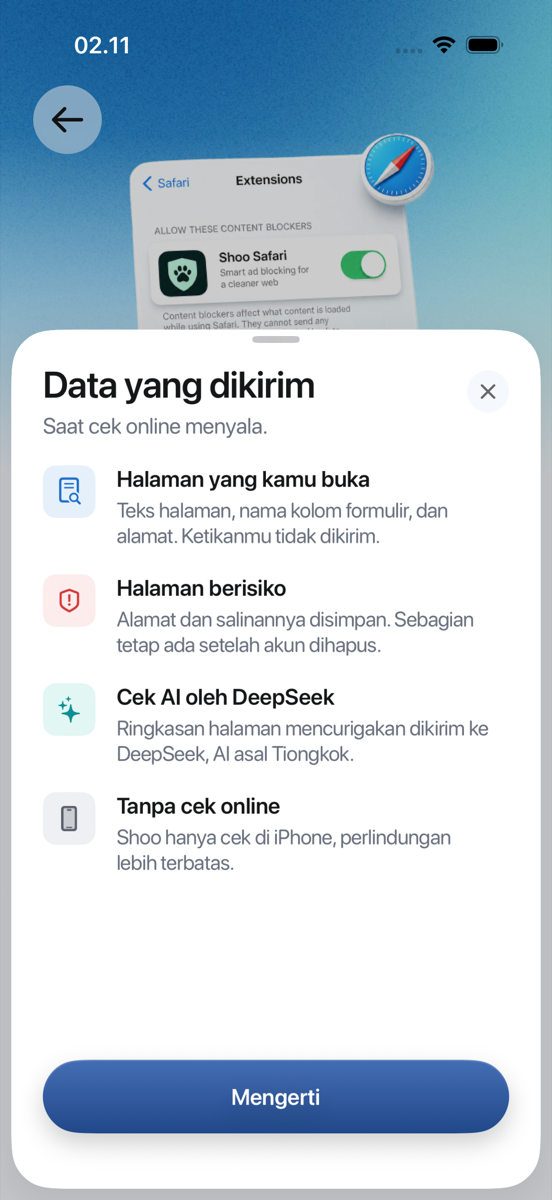 02.11
Safari
Extensions
ALLOW THESE CONTENT BLOCKERS
Shoo Safari
Smart ad blocking for
a cleaner web
Content blockers affect what content is loaded
while using Safari. They cannot send any
Data yang dikirim
Saat cek online menyala.
Halaman yang kamu buka
Teks halaman, nama kolom formulir, dan
alamat. Ketikanmu tidak dikirim.
Halaman berisiko
Alamat dan salinannya disimpan. Sebagian
tetap ada setelah akun dihapus.
Cek AI oleh DeepSeek
Ringkasan halaman mencurigakan dikirim ke
DeepSeek, AI asal Tiongkok.
Tanpa cek online
Shoo hanya cek di iPhone, perlindungan
lebih terbatas.
Mengerti